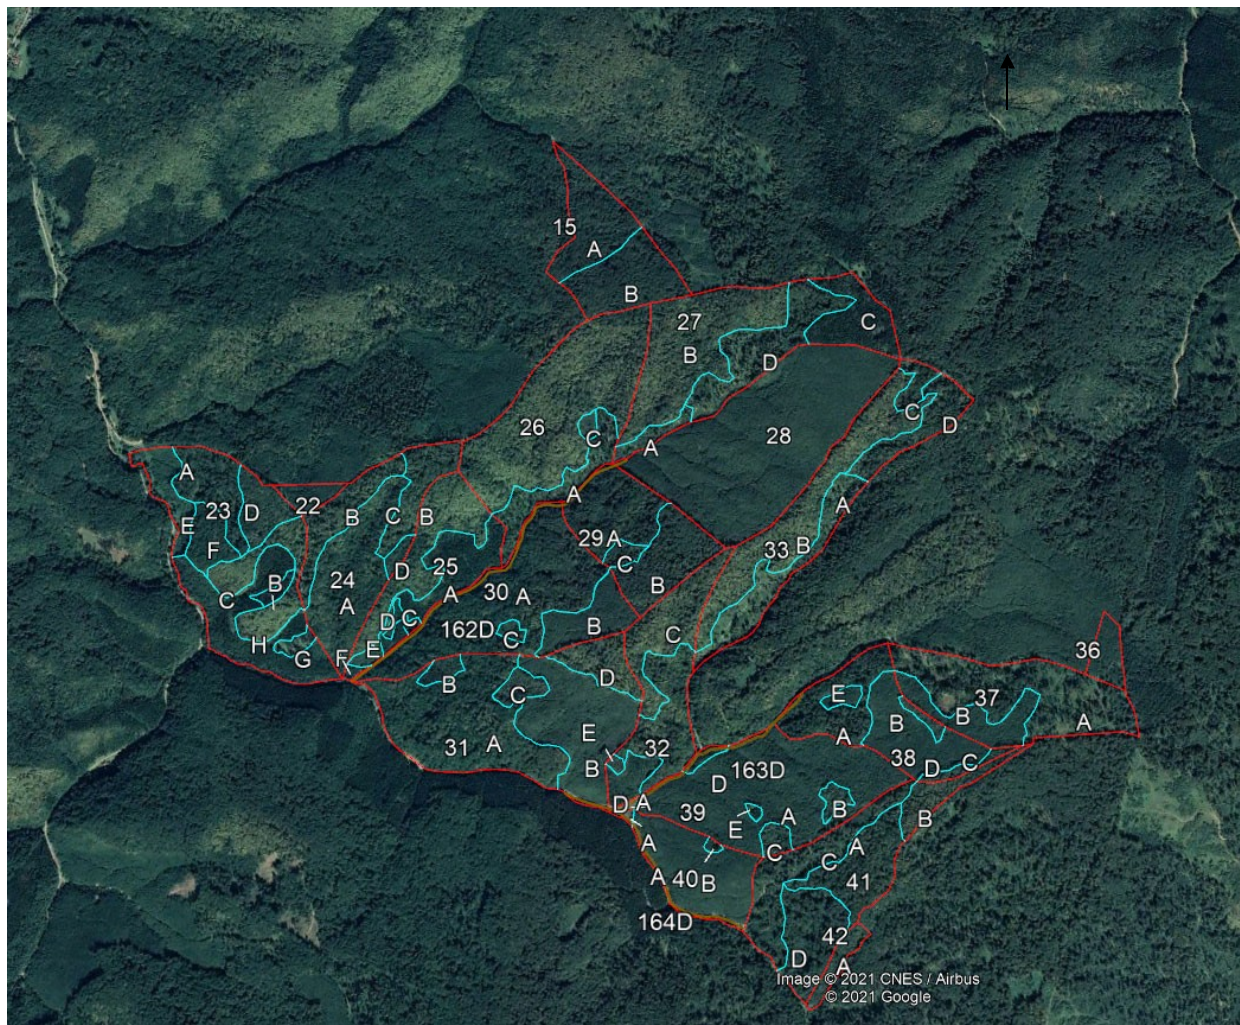 15
A
B
27
B
C
D
26
C
A
28
C
D
A
23
D
E
F
22
B
C
B
A
A
29 A
C
33
B
24
A
D
25
30
A
B
B
C
H
G
A
D
C
162D
C
B
E
F
C
B
C
D
36
E
37
B
B
A
31
A
E
B
32
A
38
D
C
163D
D
D
A
39
E
A
C
B
B
A
C
A
41
A
40
B
164D
42
D
A
Image © 2021 CNES / Airbus
© 2021 Google